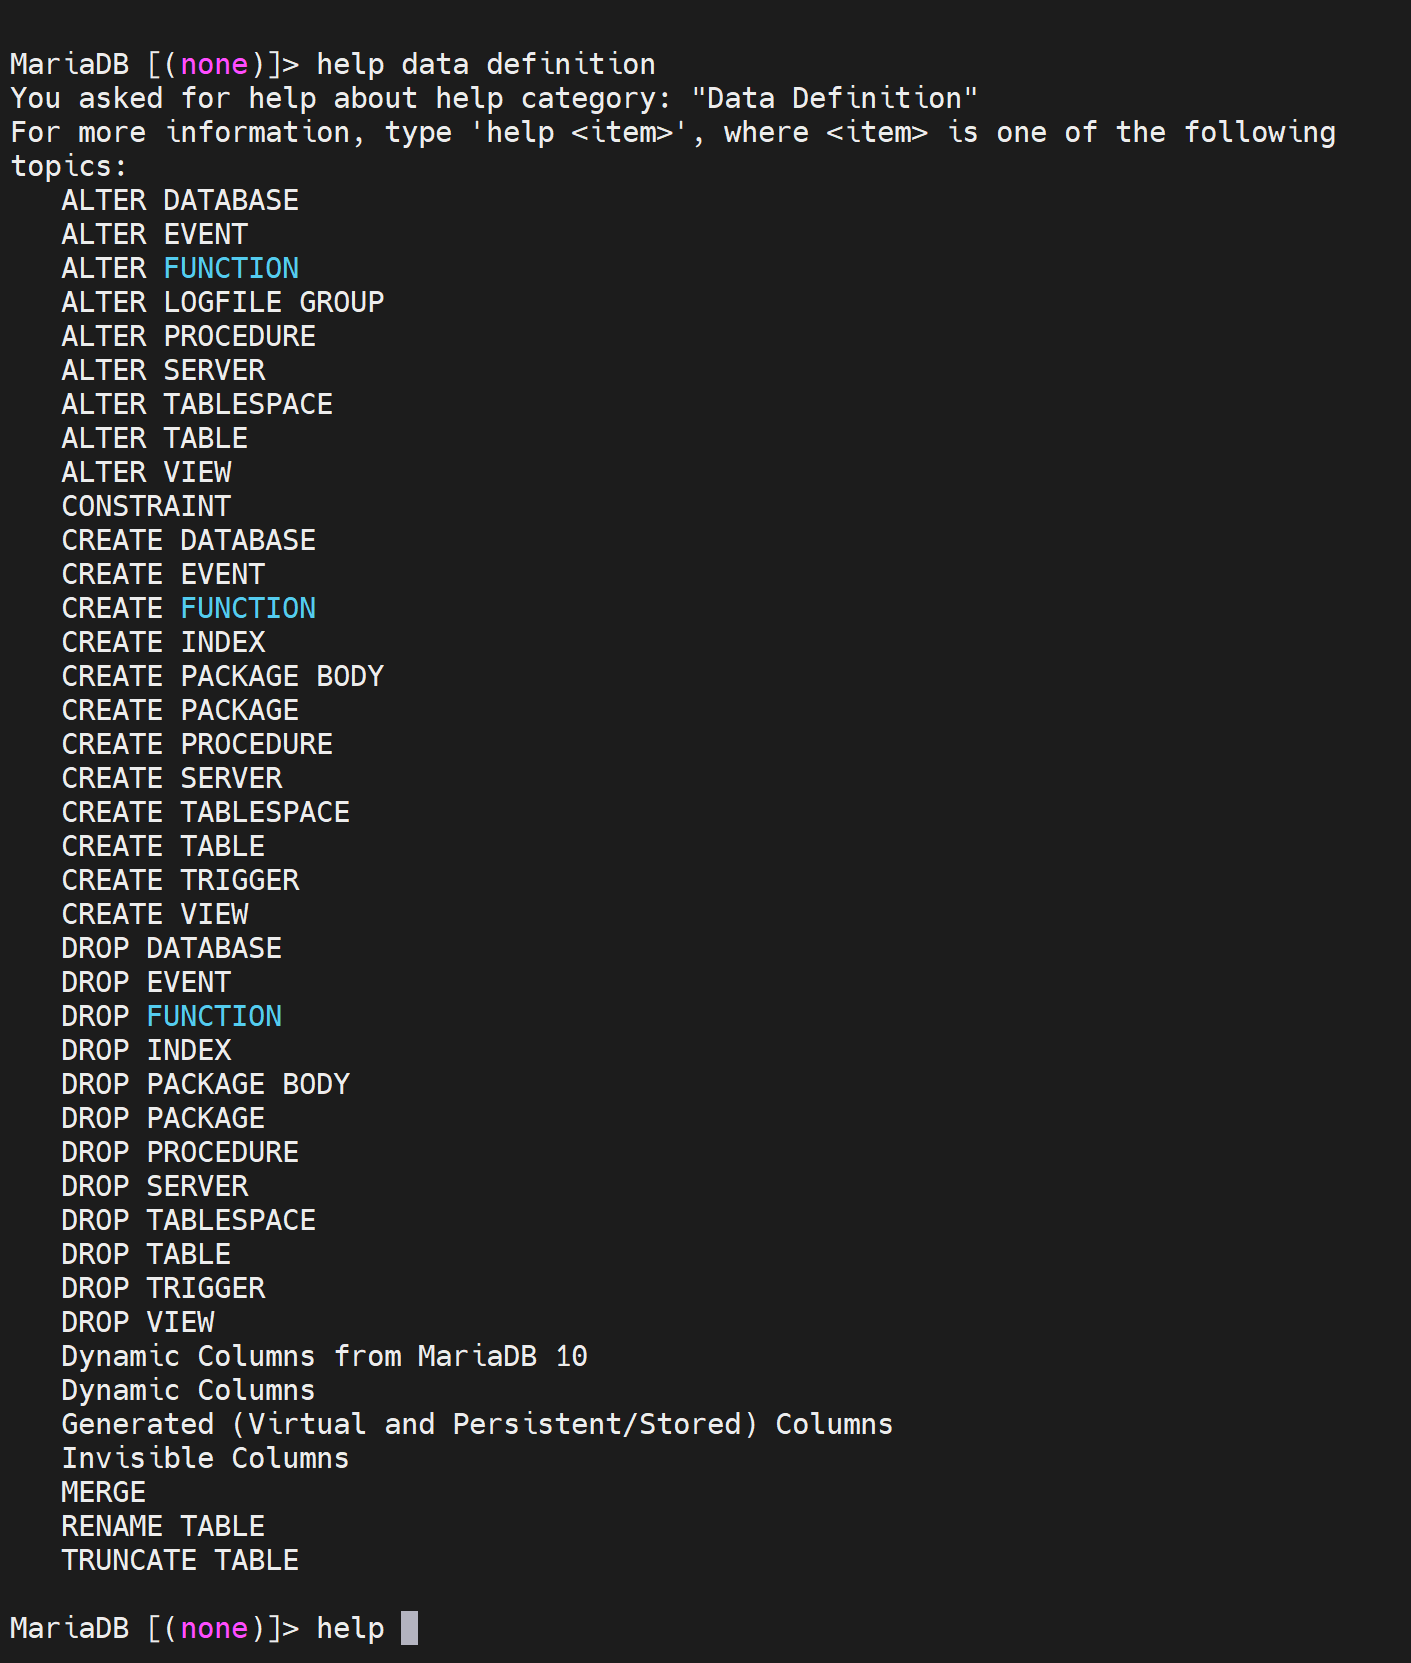 MariaDB [(none)]> help data definition
You asked for help about help category: "Data Definition"
For more information, type 'help <item>', where <item> is one of the following
topics:
   ALTER DATABASE
   ALTER EVENT
   ALTER FUNCTION
   ALTER LOGFILE GROUP
   ALTER PROCEDURE
   ALTER SERVER
   ALTER TABLESPACE
   ALTER TABLE
   ALTER VIEW
   CONSTRAINT
   CREATE DATABASE
   CREATE EVENT
   CREATE FUNCTION
   CREATE INDEX
   CREATE PACKAGE BODY
   CREATE PACKAGE
   CREATE PROCEDURE
   CREATE SERVER
   CREATE TABLESPACE
   CREATE TABLE
   CREATE TRIGGER
   CREATE VIEW
   DROP DATABASE
   DROP EVENT
   DROP FUNCTION
   DROP INDEX
   DROP PACKAGE BODY
   DROP PACKAGE
   DROP PROCEDURE
   DROP SERVER
   DROP TABLESPACE
   DROP TABLE
   DROP TRIGGER
   DROP VIEW
   Dynamic Columns from MariaDB 10
   Dynamic Columns
   Generated (Virtual and Persistent/Stored) Columns
   Invisible Columns
   MERGE
   RENAME TABLE
   TRUNCATE TABLE

MariaDB [(none)]> help